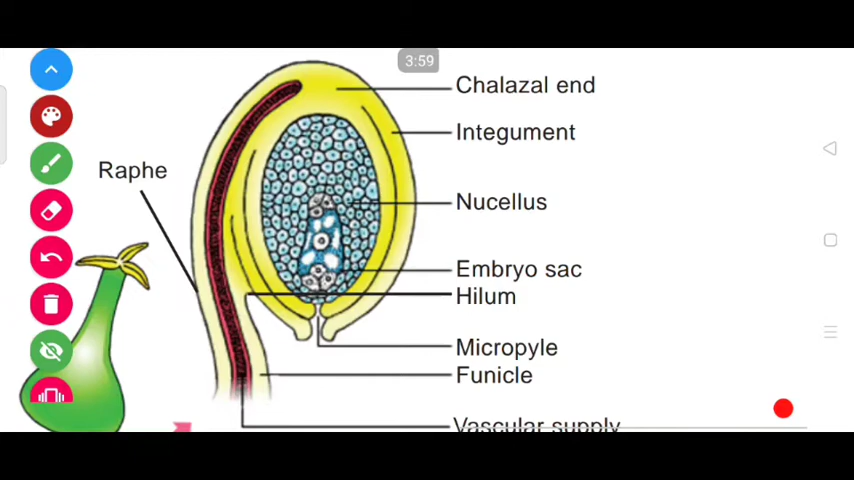 3:59
Chalazal end
Integument
Raphe
Nucellus
Embryo sac
Hilum
Micropyle
Funicle
Vascular supply